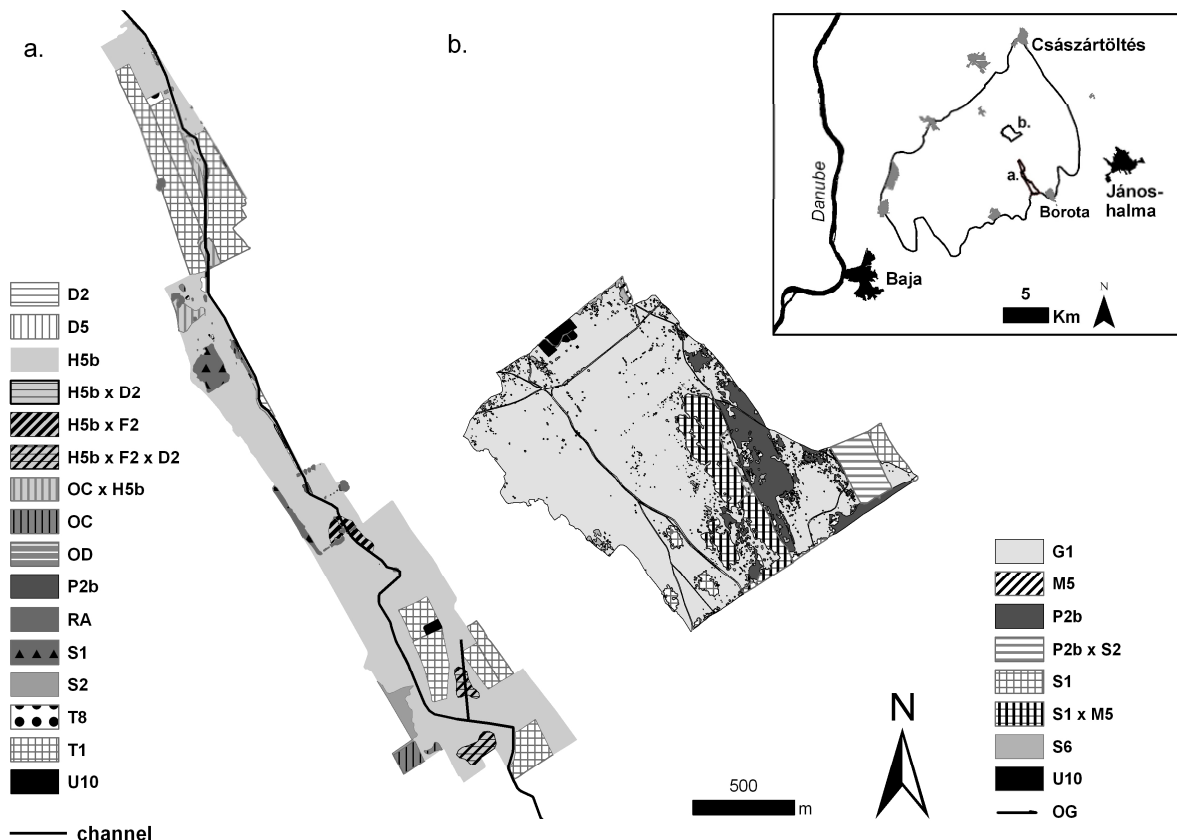 a.
b.
Császártöltés
b.
a.
Danube
János-
halma
Borota
Baja
5
Km
N
D2
D5
H5b
H5b x D2
H5b x F2
H5b x F2 x D2
OC x H5b
OC
OD
P2b
RA
S1
S2
T8
T1
U10
channel
G1
M5
P2b
P2b x S2
S1
S1 x M5
S6
U10
OG
N
500
m